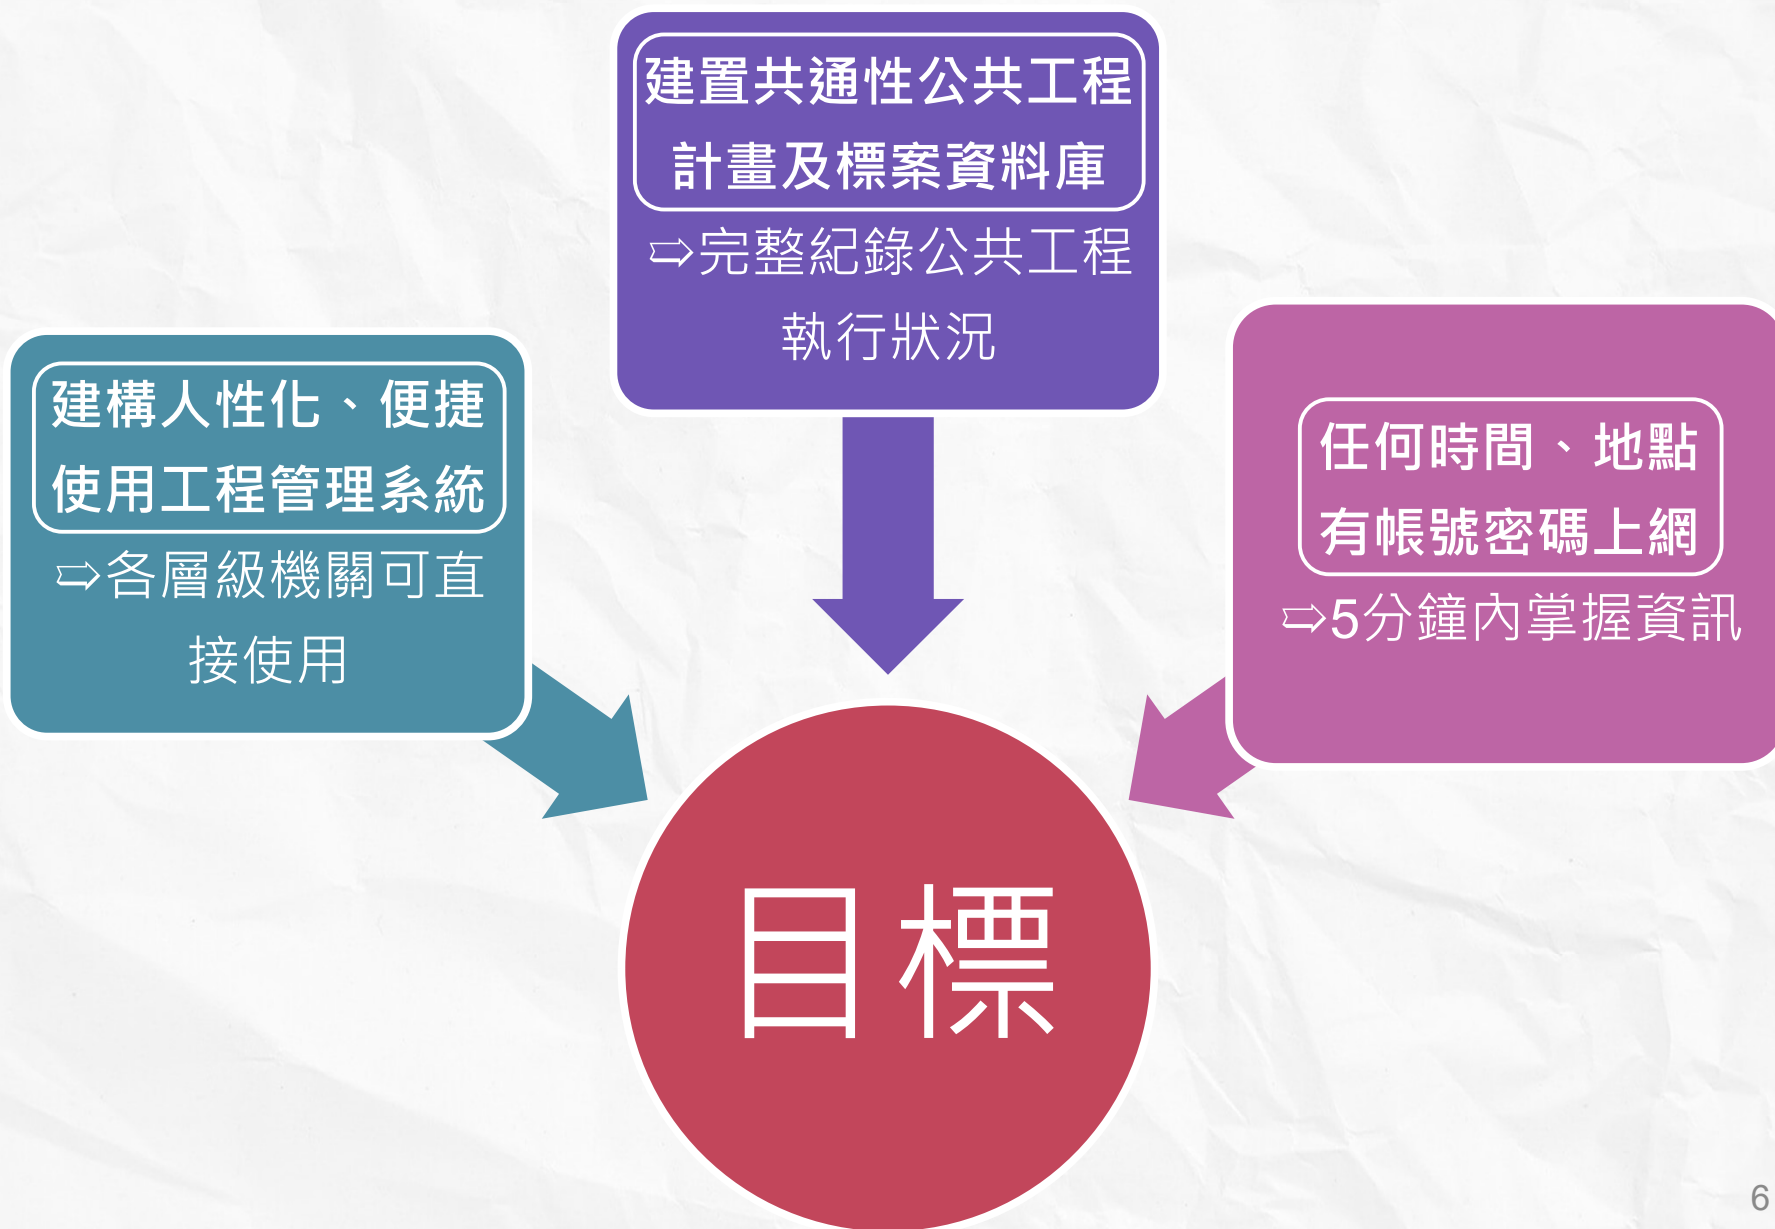 建置共通性公共工程
計畫及標案資料庫
⇨完整紀錄公共工程
執行狀況
建構人性化、便捷
使用工程管理系統
⇨各層級機關可直
接使用
任何時間、地點
有帳號密碼上網
⇨5分鐘內掌握資訊
目標
6